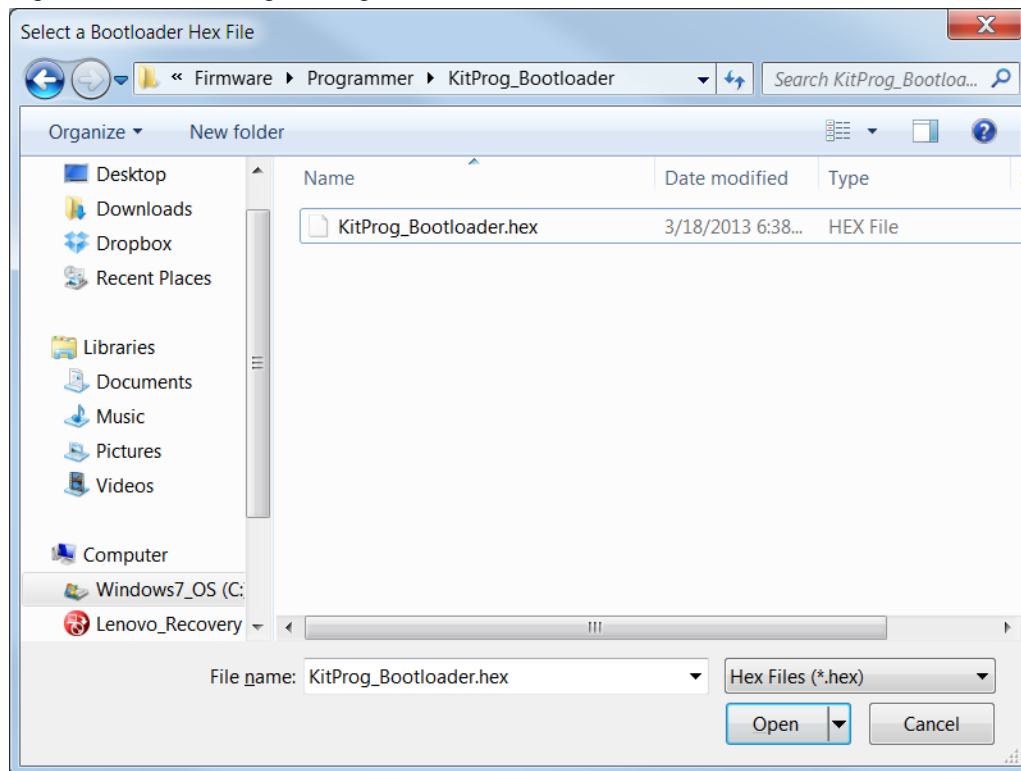 Select a Bootloader Hex File
X
« Firmware Programmer KitProg_Bootloader
Search KitProg_Bootloa...
Organize New folder
?
Desktop
Downloads
Dropbox
Recent Places
Libraries
Documents
Music
Pictures
Videos
Computer
Windows7_OS (C:
Lenovo_Recovery
Name Date modified Type
KitProg_Bootloader.hex 3/18/2013 6:38... HEX File
File name: KitProg_Bootloader.hex
Hex Files (*.hex)
Open Cancel